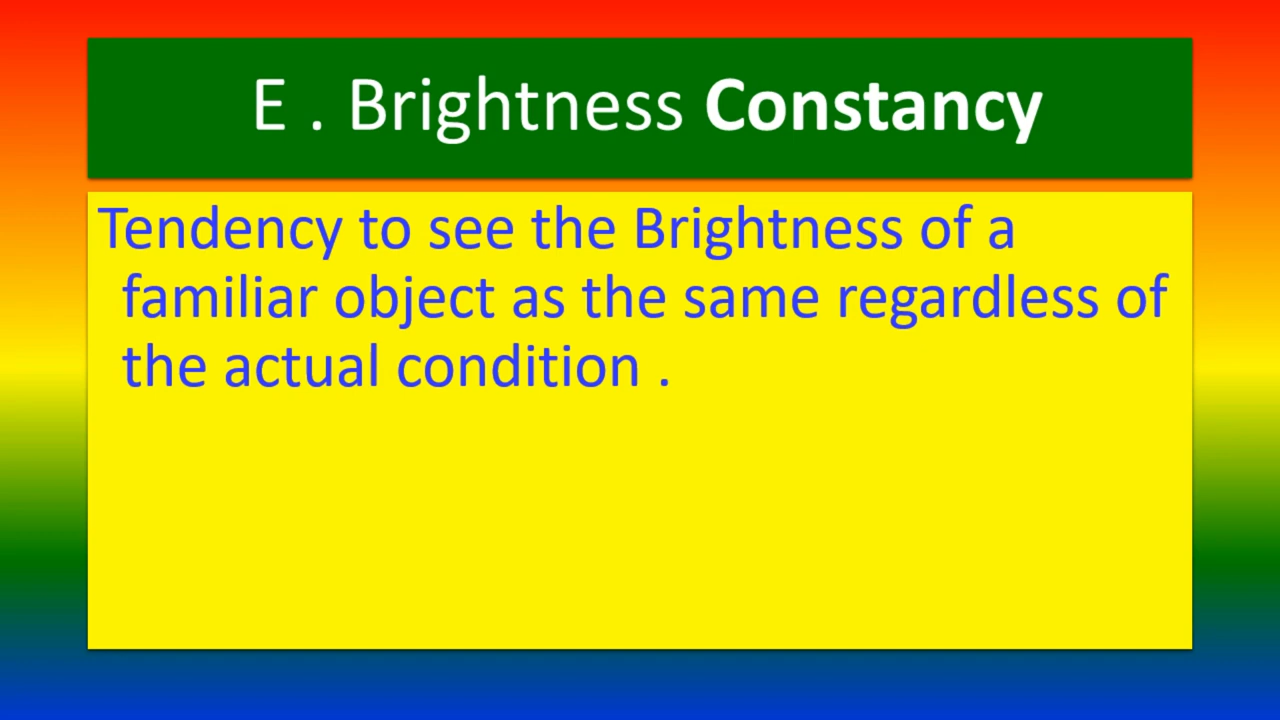 E . Brightness Constancy
Tendency to see the Brightness of a
familiar object as the same regardless of
the actual condition .